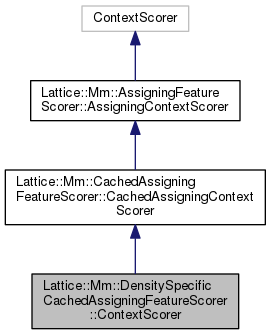 ContextScorer
Lattice::Mm::AssigningFeature
Scorer::AssigningContextScorer
Lattice::Mm::CachedAssigning
FeatureScorer::CachedAssigningContext
Scorer
Lattice::Mm::DensitySpecific
CachedAssigningFeatureScorer
::ContextScorer